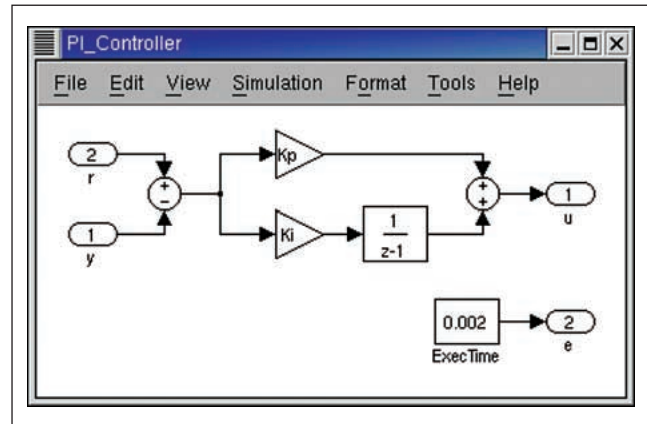 PI_Controller
File Edit View Simulation Format Tools Help
2
r
1
y
+
−
Kp
Ki
1
z-1
+
+
1
u
0.002
ExecTime
2
e